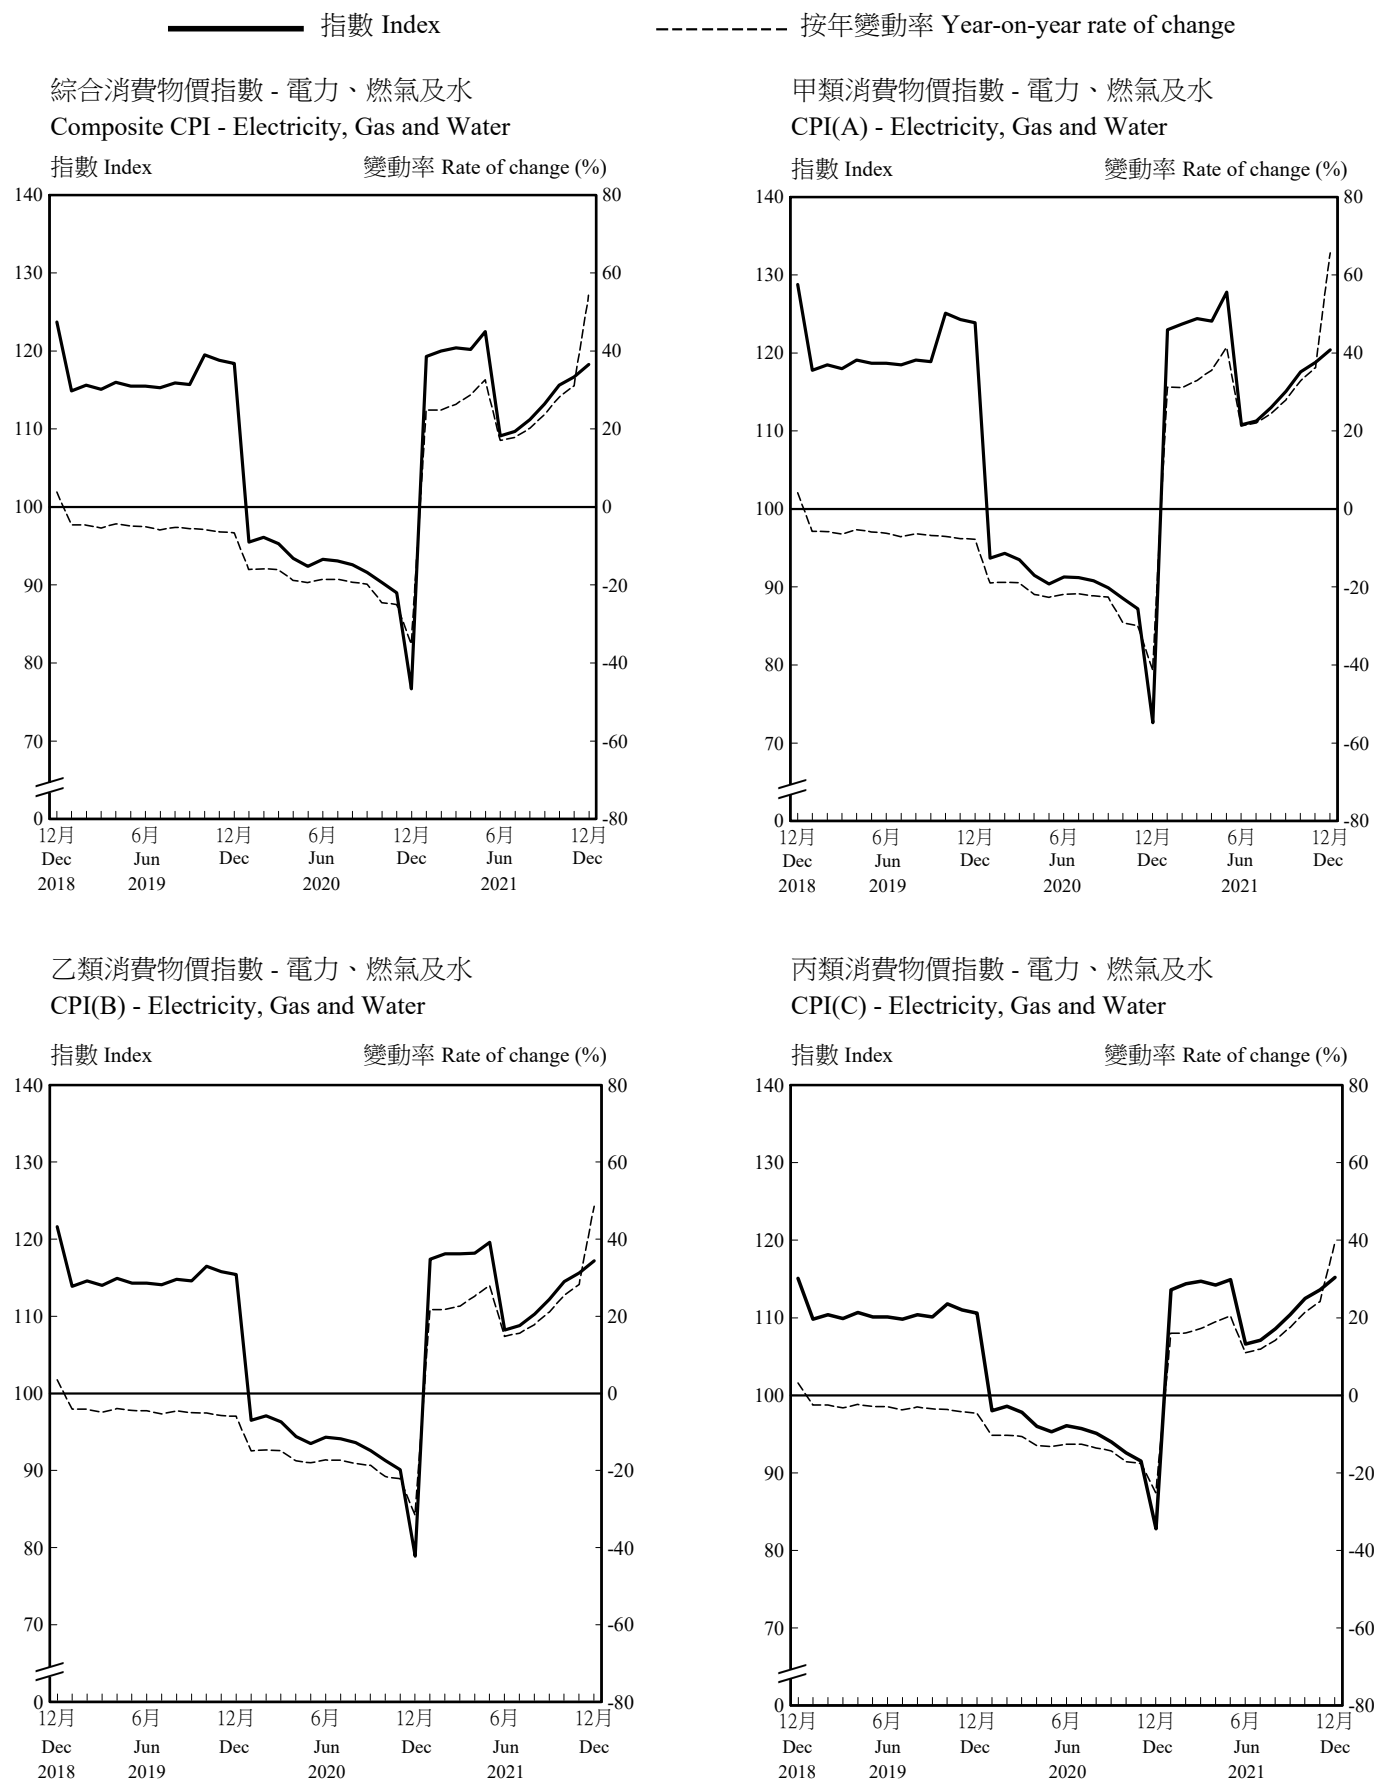 指數 Index
按年變動率 Year-on-year rate of change
綜合消費物價指數 - 電力、燃氣及水
Composite CPI - Electricity, Gas and Water
指數 Index
變動率 Rate of change (%)
140
130
120
110
100
90
80
70
0
80
60
40
20
0
-20
-40
-60
-80
12月 6月 12月 6月 12月 6月 12月
Dec Jun Dec Jun Dec Jun Dec
2018 2019 2020 2021
甲類消費物價指數 - 電力、燃氣及水
CPI(A) - Electricity, Gas and Water
指數 Index
變動率 Rate of change (%)
140
130
120
110
100
90
80
70
0
80
60
40
20
0
-20
-40
-60
-80
12月 6月 12月 6月 12月 6月 12月
Dec Jun Dec Jun Dec Jun Dec
2018 2019 2020 2021
乙類消費物價指數 - 電力、燃氣及水
CPI(B) - Electricity, Gas and Water
指數 Index
變動率 Rate of change (%)
140
130
120
110
100
90
80
70
0
80
60
40
20
0
-20
-40
-60
-80
12月 6月 12月 6月 12月 6月 12月
Dec Jun Dec Jun Dec Jun Dec
2018 2019 2020 2021
丙類消費物價指數 - 電力、燃氣及水
CPI(C) - Electricity, Gas and Water
指數 Index
變動率 Rate of change (%)
140
130
120
110
100
90
80
70
0
80
60
40
20
0
-20
-40
-60
-80
12月 6月 12月 6月 12月 6月 12月
Dec Jun Dec Jun Dec Jun Dec
2018 2019 2020 2021